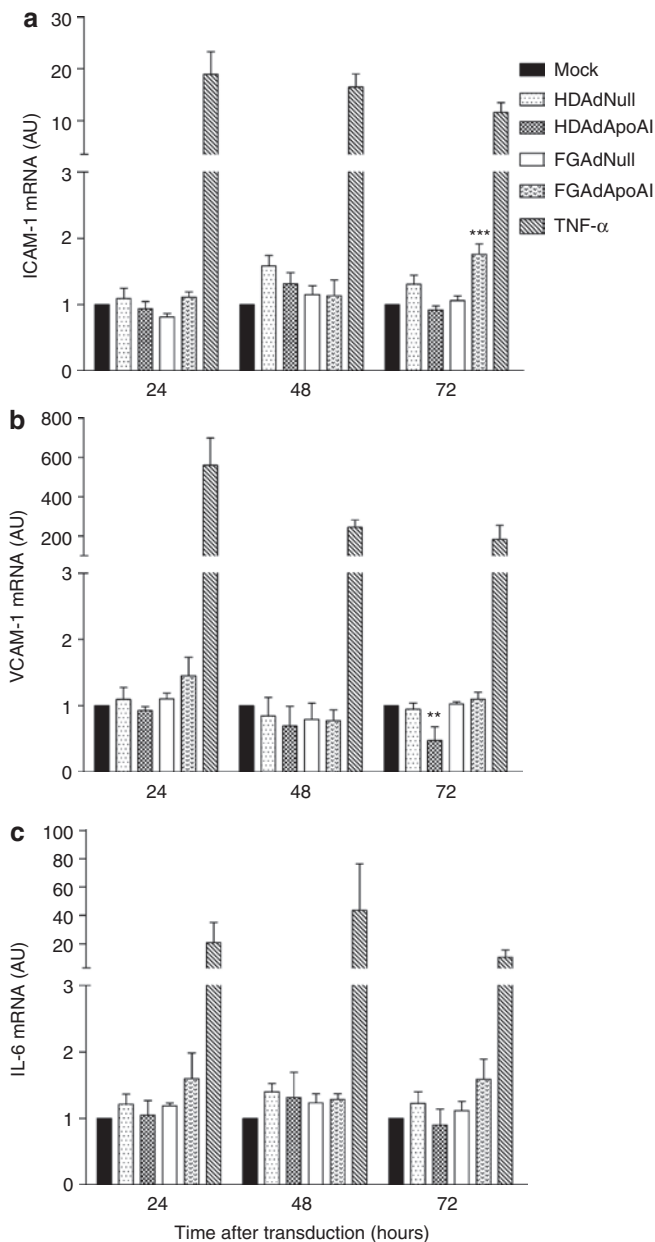 a
30
20
10
3
2
1
0
ICAM-1 mRNA (AU)
***
24 48 72
Mock
HDAdNull
HDAdApoAI
FGAdNull
FGAdApoAI
TNF-α
b
800
600
400
200
3
2
1
0
VCAM-1 mRNA (AU)
**
24 48 72
c
100
80
60
40
20
3
2
1
0
IL-6 mRNA (AU)
24 48 72
Time after transduction (hours)